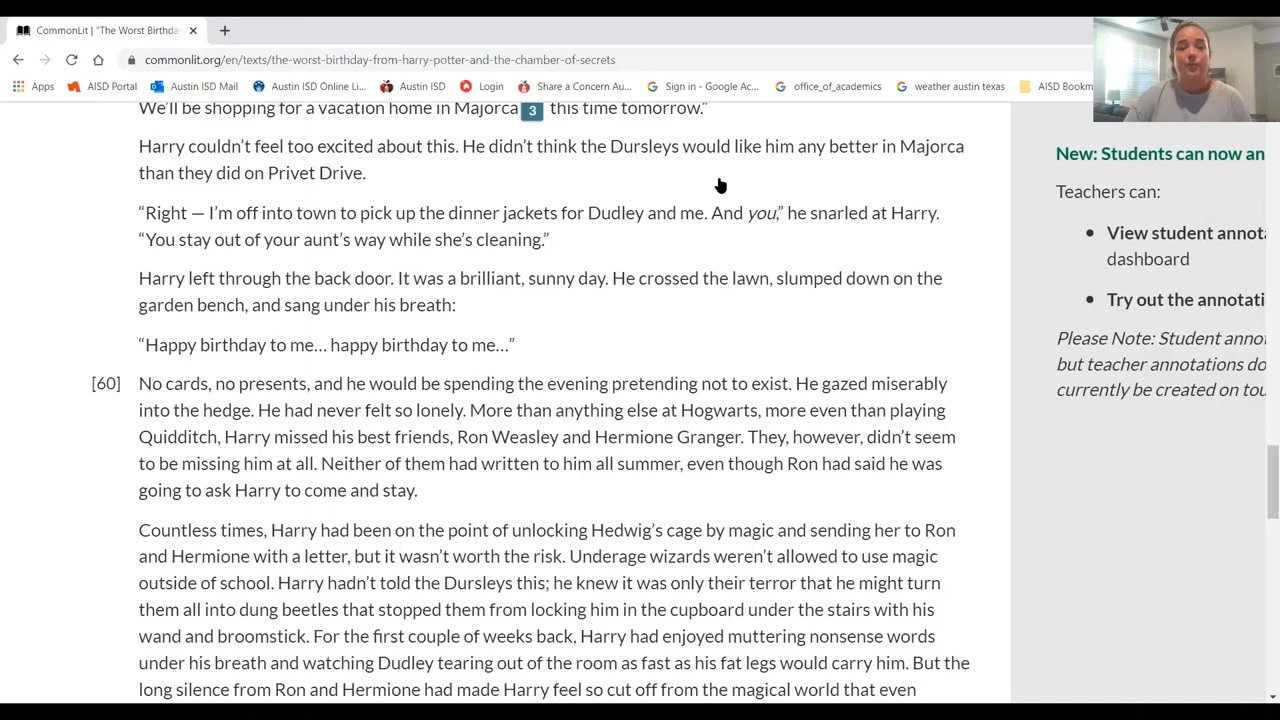 CommonLit | "The Worst Birthda
commonlit.org/en/texts/the-worst-birthday-from-harry-potter-and-the-chamber-of-secrets
Apps AISD Portal Austin ISD Mail Austin ISD Online Li... Austin ISD Login Share a Concern Au... Sign in - Google Ac... office_of_academics weather austin texas AISD Bookm
We'll be shopping for a vacation home in Majorca 3 this time tomorrow."
Harry couldn't feel too excited about this. He didn't think the Dursleys would like him any better in Majorca
than they did on Privet Drive.
“Right — I'm off into town to pick up the dinner jackets for Dudley and me. And you,” he snarled at Harry.
“You stay out of your aunt's way while she's cleaning.”
Harry left through the back door. It was a brilliant, sunny day. He crossed the lawn, slumped down on the
garden bench, and sang under his breath:
“Happy birthday to me… happy birthday to me…”
[60] No cards, no presents, and he would be spending the evening pretending not to exist. He gazed miserably
into the hedge. He had never felt so lonely. More than anything else at Hogwarts, more even than playing
Quidditch, Harry missed his best friends, Ron Weasley and Hermione Granger. They, however, didn't seem
to be missing him at all. Neither of them had written to him all summer, even though Ron had said he was
going to ask Harry to come and stay.
Countless times, Harry had been on the point of unlocking Hedwig's cage by magic and sending her to Ron
and Hermione with a letter, but it wasn't worth the risk. Underage wizards weren't allowed to use magic
outside of school. Harry hadn't told the Dursleys this; he knew it was only their terror that he might turn
them all into dung beetles that stopped them from locking him in the cupboard under the stairs with his
wand and broomstick. For the first couple of weeks back, Harry had enjoyed muttering nonsense words
under his breath and watching Dudley tearing out of the room as fast as his fat legs would carry him. But the
long silence from Ron and Hermione had made Harry feel so cut off from the magical world that even
New: Students can now an
Teachers can:
• View student annota
dashboard
• Try out the annotati
Please Note: Student annot
but teacher annotations do
currently be created on tou